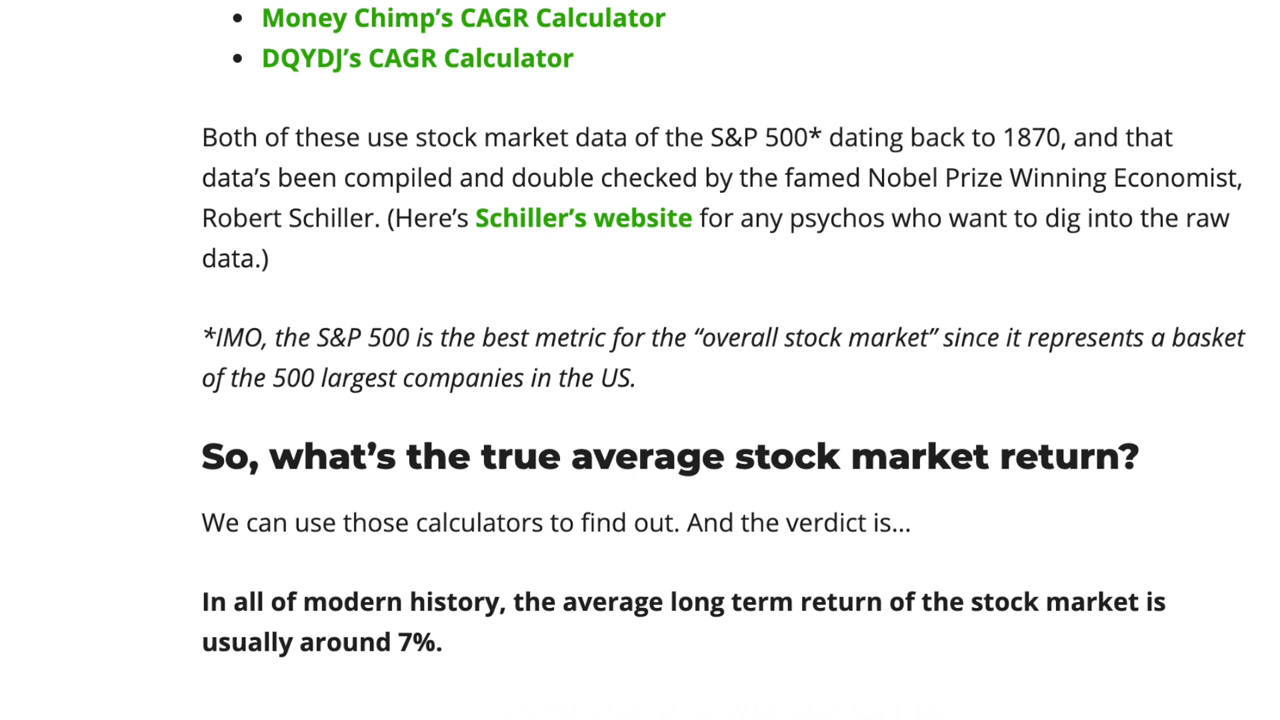 Money Chimp’s CAGR Calculator
DQYDJ’s CAGR Calculator
Both of these use stock market data of the S&P 500* dating back to 1870, and that
data’s been compiled and double checked by the famed Nobel Prize Winning Economist,
Robert Schiller. (Here’s Schiller’s website for any psychos who want to dig into the raw
data.)
*IMO, the S&P 500 is the best metric for the “overall stock market” since it represents a basket
of the 500 largest companies in the US.
So, what’s the true average stock market return?
We can use those calculators to find out. And the verdict is…
In all of modern history, the average long term return of the stock market is
usually around 7%.